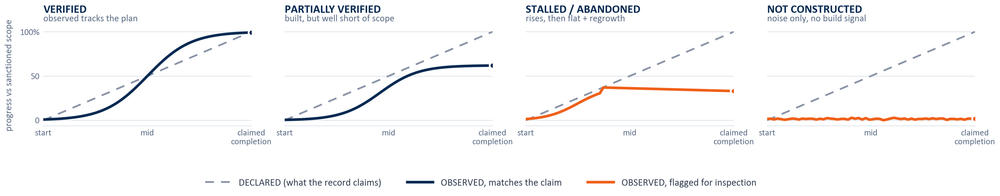 VERIFIED
observed tracks the plan
PARTIALLY VERIFIED
built, but well short of scope
STALLED / ABANDONED
rises, then flat + regrowth
NOT CONSTRUCTED
noise only, no build signal
progress vs sanctioned scope
100%
50
0
start
mid
claimed
completion
start
mid
claimed
completion
start
mid
claimed
completion
start
mid
claimed
completion
DECLARED (what the record claims)
OBSERVED, matches the claim
OBSERVED, flagged for inspection